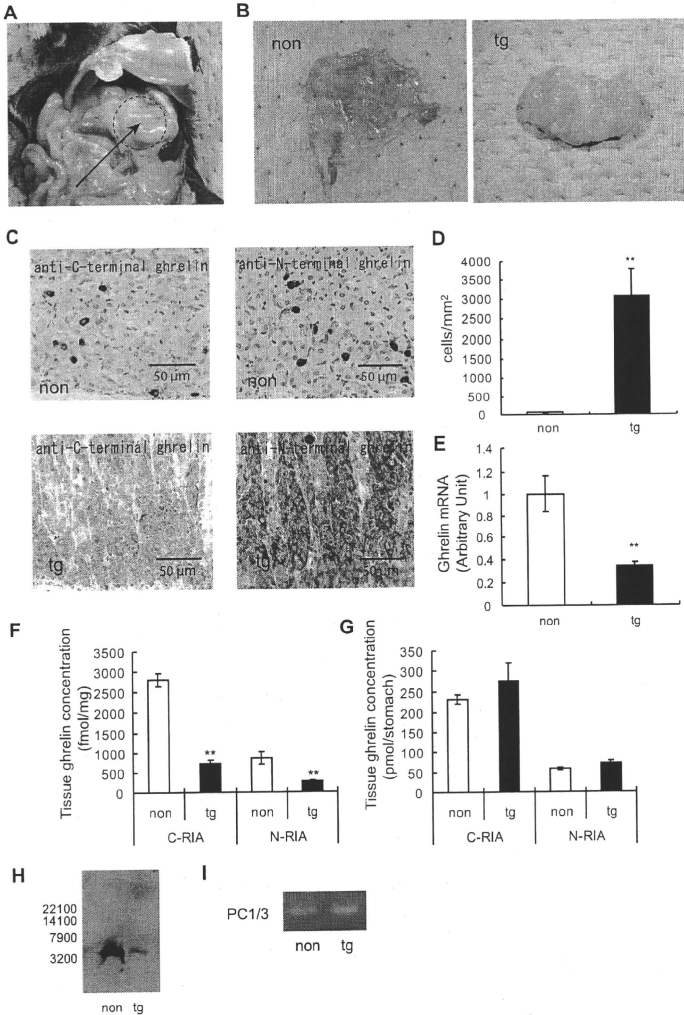 A
B
non
tg
C
anti-C-terminal ghrelin
50 µm
non
anti-N-terminal ghrelin
50 µm
non
anti-C-terminal ghrelin
50 µm
tg
anti-N-terminal ghrelin
50 µm
tg
D
**
4000
3500
3000
2500
2000
1500
1000
500
0
cells/mm²
non
tg
E
1.4
1.2
1
0.8
0.6
0.4
0.2
0
Ghrelin mRNA
(Arbitrary Unit)
**
non
tg
F
3500
3000
2500
2000
1500
1000
500
0
Tissue ghrelin concentration
(fmol/mg)
**
**
non
tg
non
tg
C-RIA
N-RIA
G
350
300
250
200
150
100
50
0
Tissue ghrelin concentration
(pmol/stomach)
non
tg
non
tg
C-RIA
N-RIA
H
22100
14100
7900
3200
non
tg
I
PC1/3
non
tg